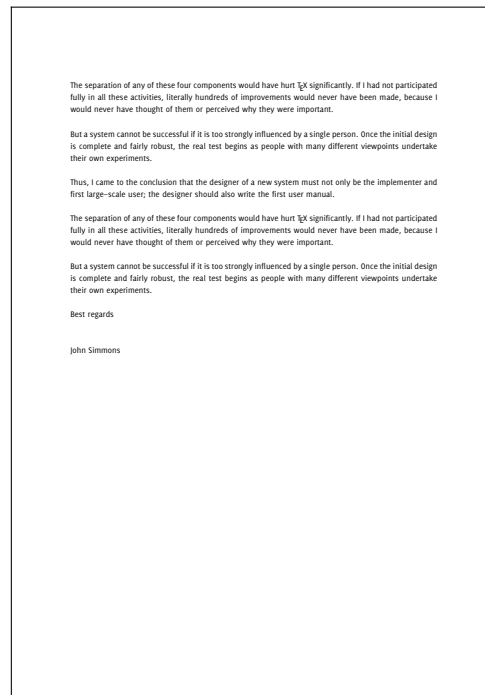 The separation of any of these four components would have hurt TEX significantly. If I had not participated
fully in all these activities, literally hundreds of improvements would never have been made, because I
would never have thought of them or perceived why they were important.
But a system cannot be successful if it is too strongly influenced by a single person. Once the initial design
is complete and fairly robust, the real test begins as people with many different viewpoints undertake
their own experiments.
Thus, I came to the conclusion that the designer of a new system must not only be the implementer and
first large–scale user; the designer should also write the first user manual.
The separation of any of these four components would have hurt TEX significantly. If I had not participated
fully in all these activities, literally hundreds of improvements would never have been made, because I
would never have thought of them or perceived why they were important.
But a system cannot be successful if it is too strongly influenced by a single person. Once the initial design
is complete and fairly robust, the real test begins as people with many different viewpoints undertake
their own experiments.
Best regards
John Simmons